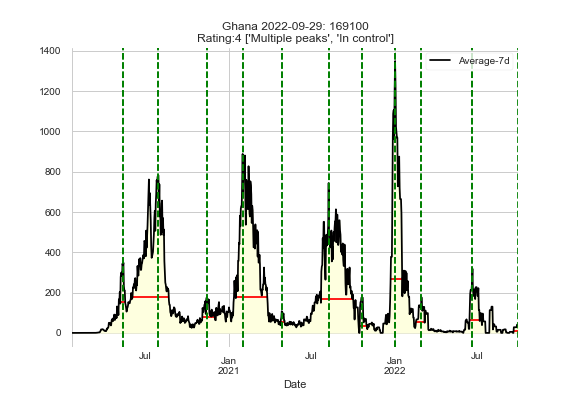 Ghana 2022-09-29: 169100
Rating:4 ['Multiple peaks', 'In control']
Average-7d
1400
1200
1000
800
600
400
200
0
Jul
Jan
2021
Jul
Jan
2022
Jul
Date